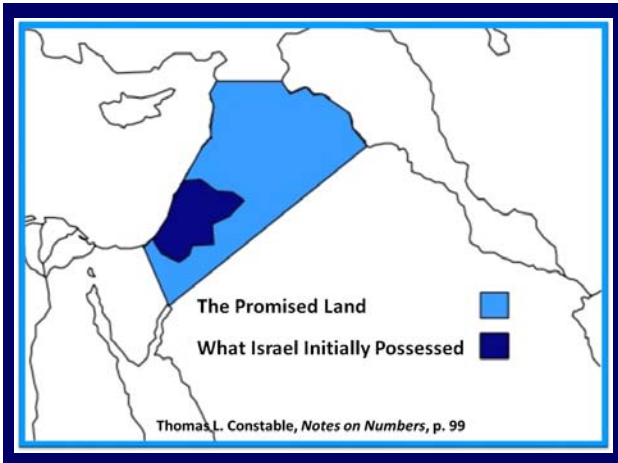 The Promised Land
What Israel Initially Possessed
Thomas L. Constable, Notes on Numbers, p. 99